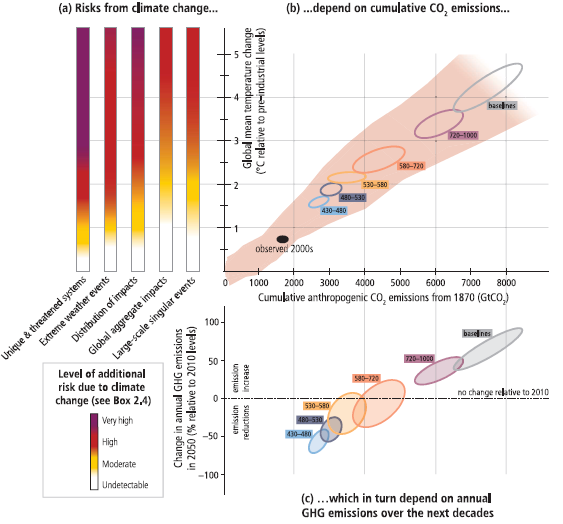 (a) Risks from climate change...
(b) ...depend on cumulative CO₂ emissions...
Global mean temperature change
(°C relative to pre-industrial levels)
5
4
3
2
1
baselines
720–1000
580–720
530–580
480–530
430–480
observed 2000s
0
1000
2000
3000
4000
5000
6000
7000
8000
Cumulative anthropogenic CO₂ emissions from 1870 (GtCO₂)
Unique & threatened systems
Extreme weather events
Distribution of impacts
Global aggregate impacts
Large-scale singular events
Level of additional
risk due to climate
change (see Box 2.4)
Very high
High
Moderate
Undetectable
Change in annual GHG emissions
in 2050 (% relative to 2010 levels)
100
50
0
−50
−100
emission
increase
emission
reductions
baselines
720–1000
580–720
no change relative to 2010
530–580
480–530
430–480
(c) …which in turn depend on annual
GHG emissions over the next decades